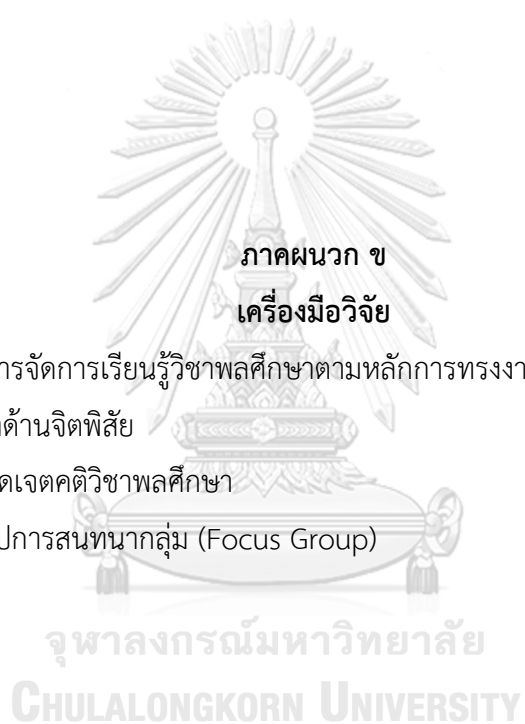 ภาคผนวก ข
เครื่องมือวิจัย
ารจัดการเรียนรู้วิชาพลศึกษาตามหลักการทรงงา
ด้านจิตพิสัย
ดเจตคติวิชาพลศึกษา
ปการสนทนากลุ่ม (Focus Group)
จุฬาลงกรณ์มหาวิทยาลัย
CHULALONGKORN UNIVERSITY